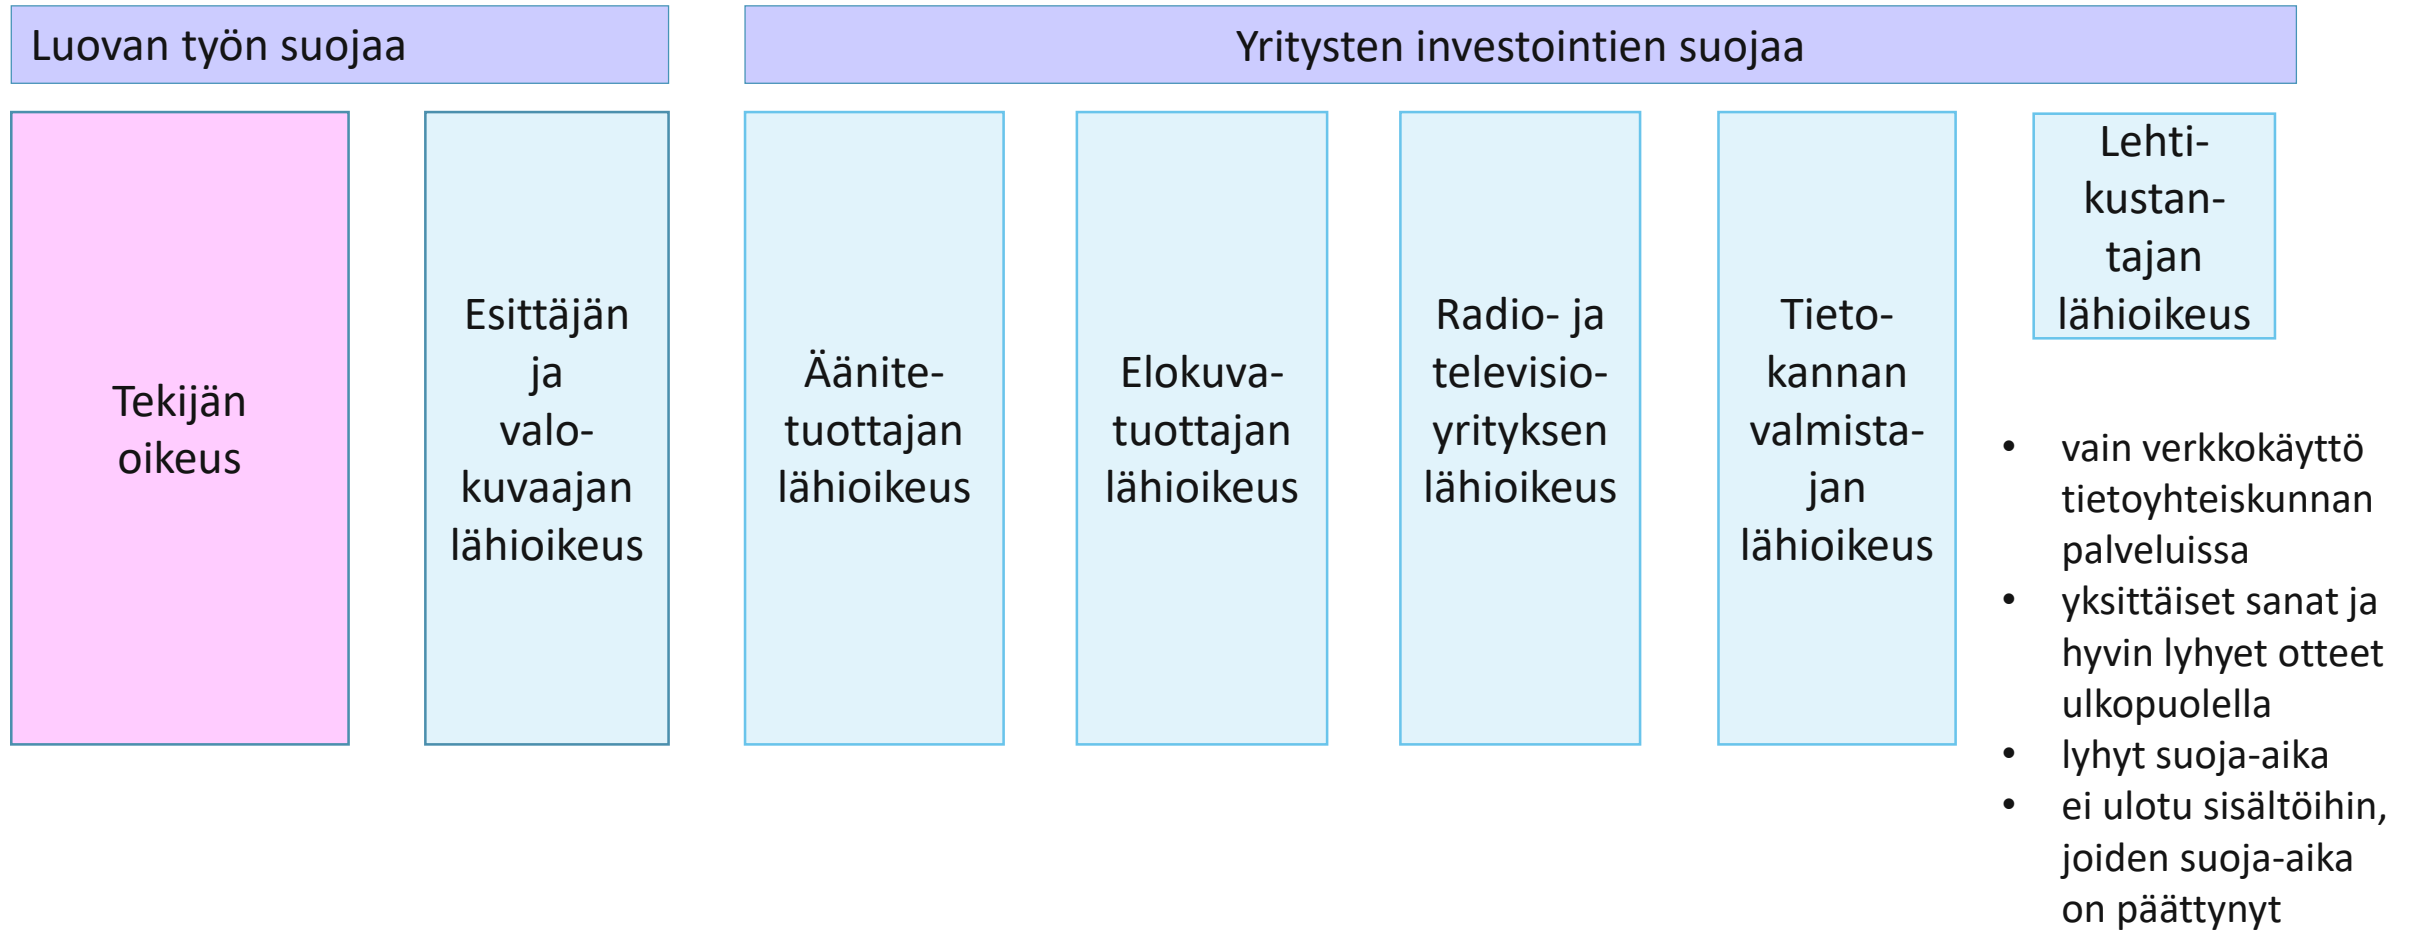 Luovan työn suojaa
Yritysten investointien suojaa
Tekijän
oikeus
Esittäjän
ja
valo-
kuvaajan
lähioikeus
Äänite-
tuottajan
lähioikeus
Elokuva-
tuottajan
lähioikeus
Radio- ja
televisio-
yrityksen
lähioikeus
Tieto-
kannan
valmista-
jan
lähioikeus
Lehti-
kustan-
tajan
lähioikeus
• vain verkkokäyttö
tietoyhteiskunnan
palveluissa
• yksittäiset sanat ja
hyvin lyhyet otteet
ulkopuolella
• lyhyt suoja-aika
• ei ulotu sisältöihin,
joiden suoja-aika
on päättynyt